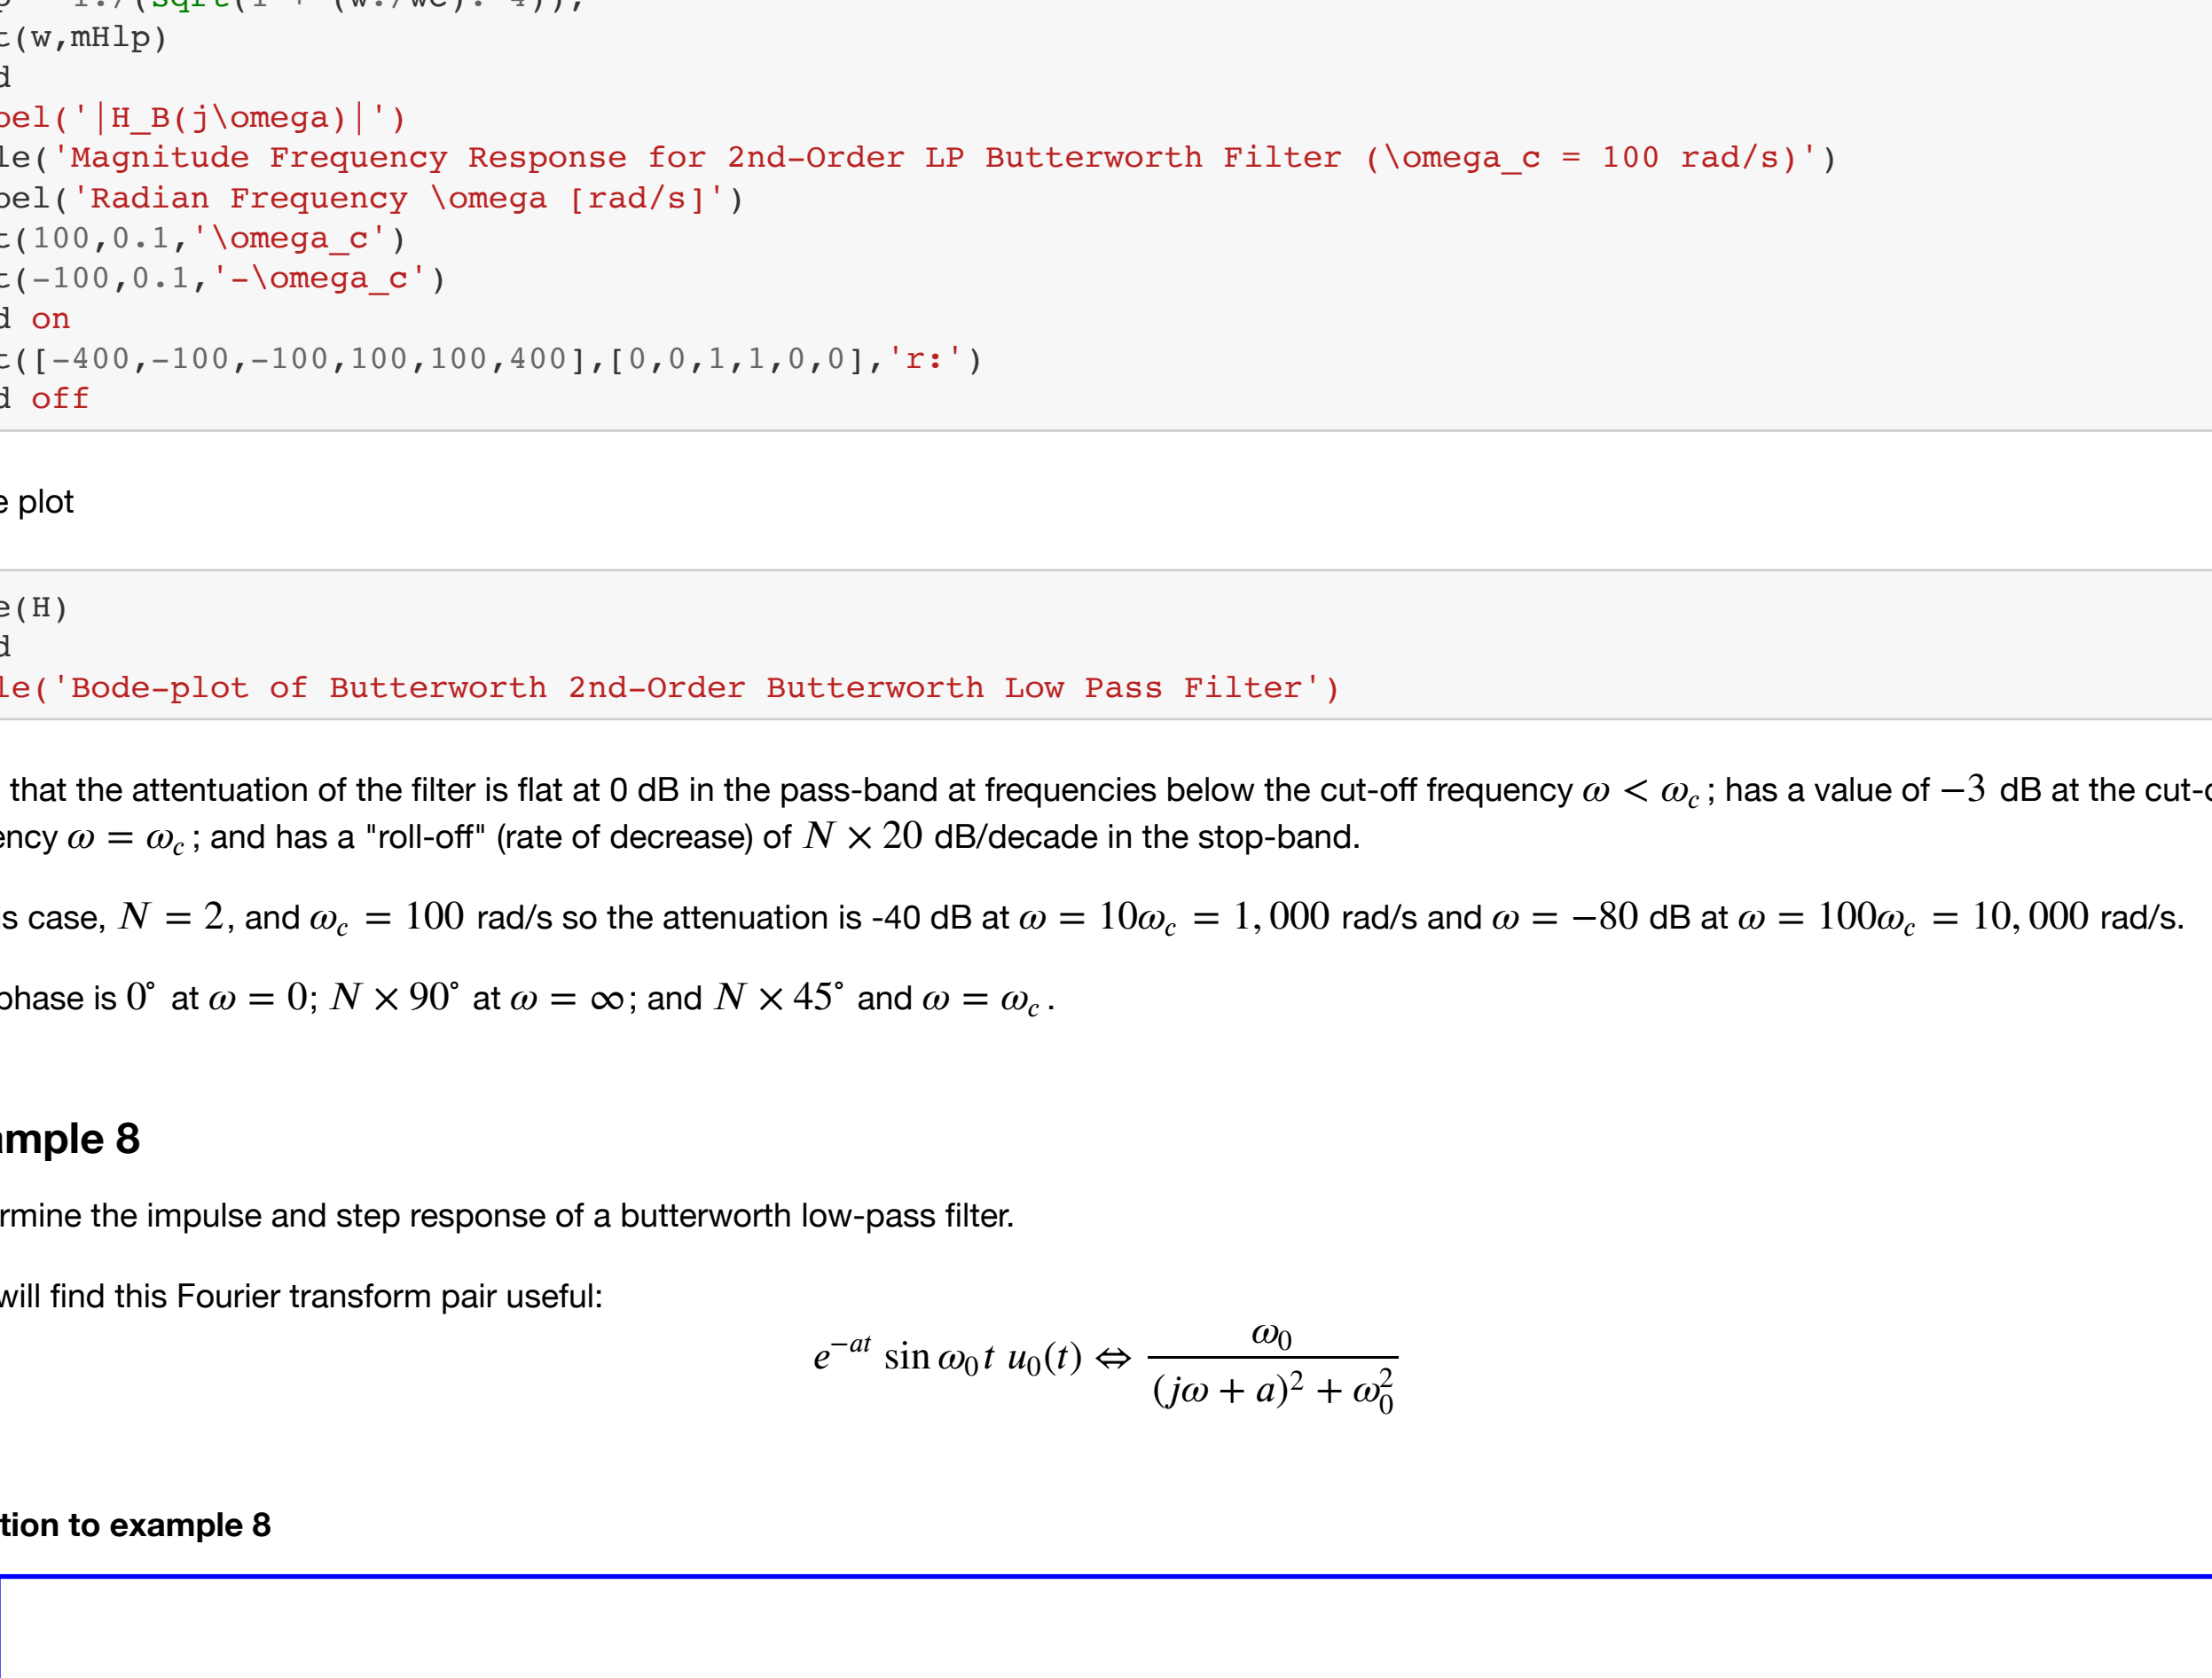 t(w,mHlp)
d
bel('|H_B(j\omega)|')
le('Magnitude Frequency Response for 2nd-Order LP Butterworth Filter (\omega_c = 100 rad/s)')
bel('Radian Frequency \omega [rad/s]')
t(100,0.1,'\omega_c')
t(-100,0.1,'-\omega_c')
d on
t([-400,-100,-100,100,100,400],[0,0,1,1,0,0],'r:')
d off
e plot
e(H)
d
le('Bode-plot of Butterworth 2nd-Order Butterworth Low Pass Filter')
that the attentuation of the filter is flat at 0 dB in the pass-band at frequencies below the cut-off frequency ω < ω_c; has a value of −3 dB at the cut-
ency ω = ω_c; and has a "roll-off" (rate of decrease) of N × 20 dB/decade in the stop-band.
is case, N = 2, and ω_c = 100 rad/s so the attenuation is -40 dB at ω = 10ω_c = 1,000 rad/s and ω = −80 dB at ω = 100ω_c = 10,000 rad/s.
phase is 0° at ω = 0; N × 90° at ω = ∞; and N × 45° and ω = ω_c.
ample 8
rmine the impulse and step response of a butterworth low-pass filter.
will find this Fourier transform pair useful:
e^{−at} sin ω_0 t u_0(t) ⇔ ω_0 / ((jω + a)^2 + ω_0^2)
tion to example 8